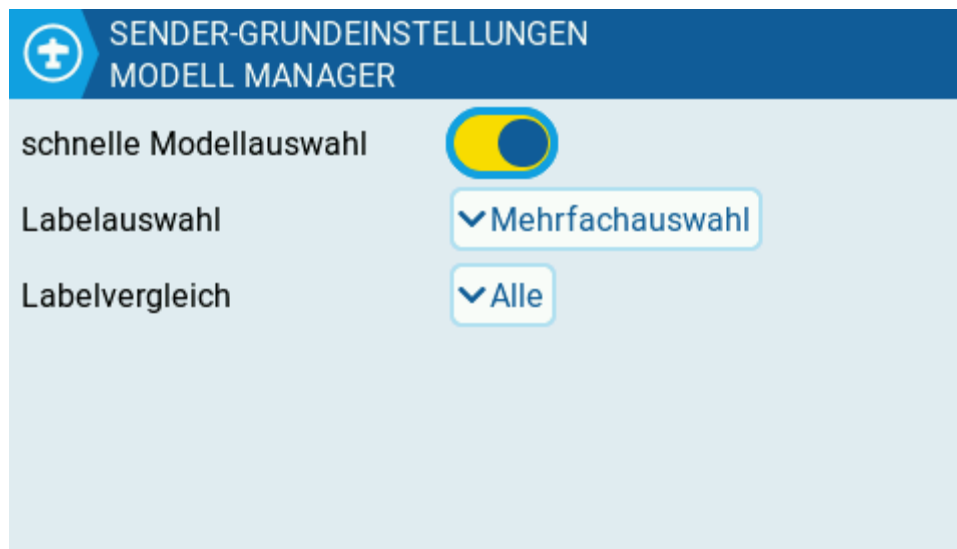 SENDER-GRUNDEINSTELLUNGEN
MODELL MANAGER
schnelle Modellauswahl
Labelauswahl Mehrfachauswahl
Labelvergleich Alle